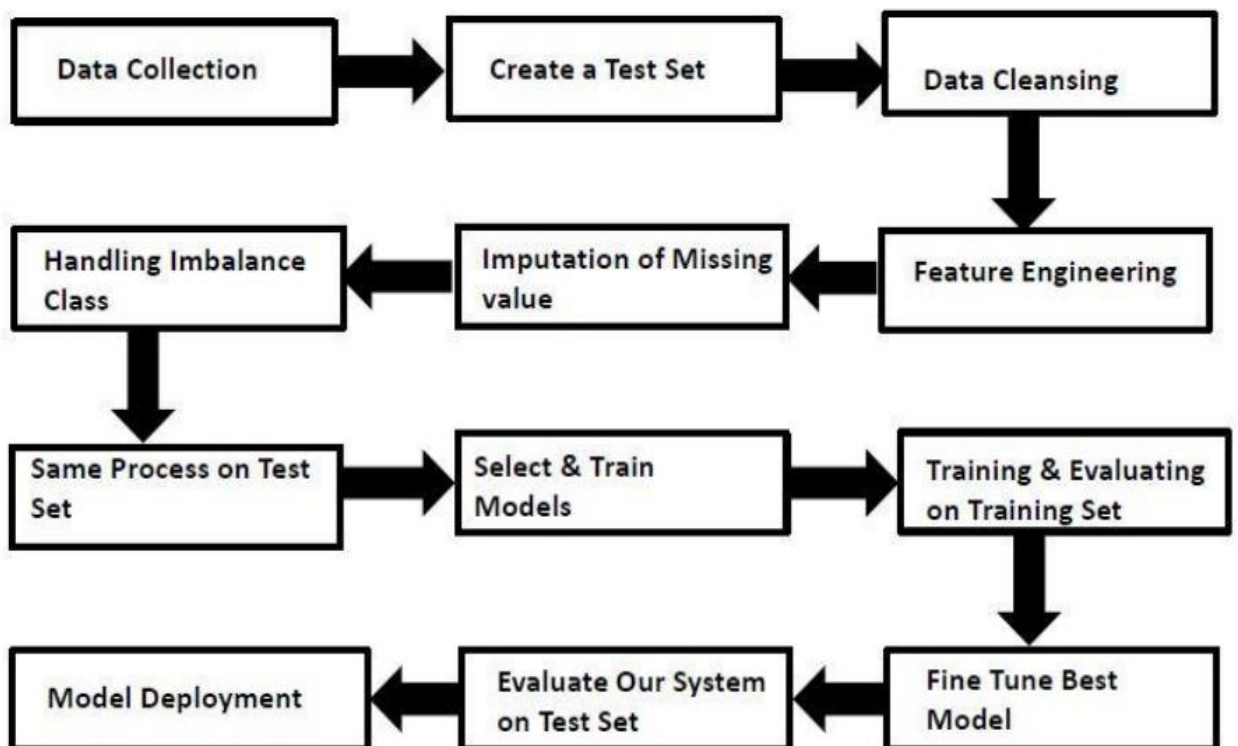 Data Collection
Create a Test Set
Data Cleansing
Feature Engineering
Imputation of Missing
value
Handling Imbalance
Class
Same Process on Test
Set
Select & Train
Models
Training & Evaluating
on Training Set
Fine Tune Best
Model
Evaluate Our System
on Test Set
Model Deployment